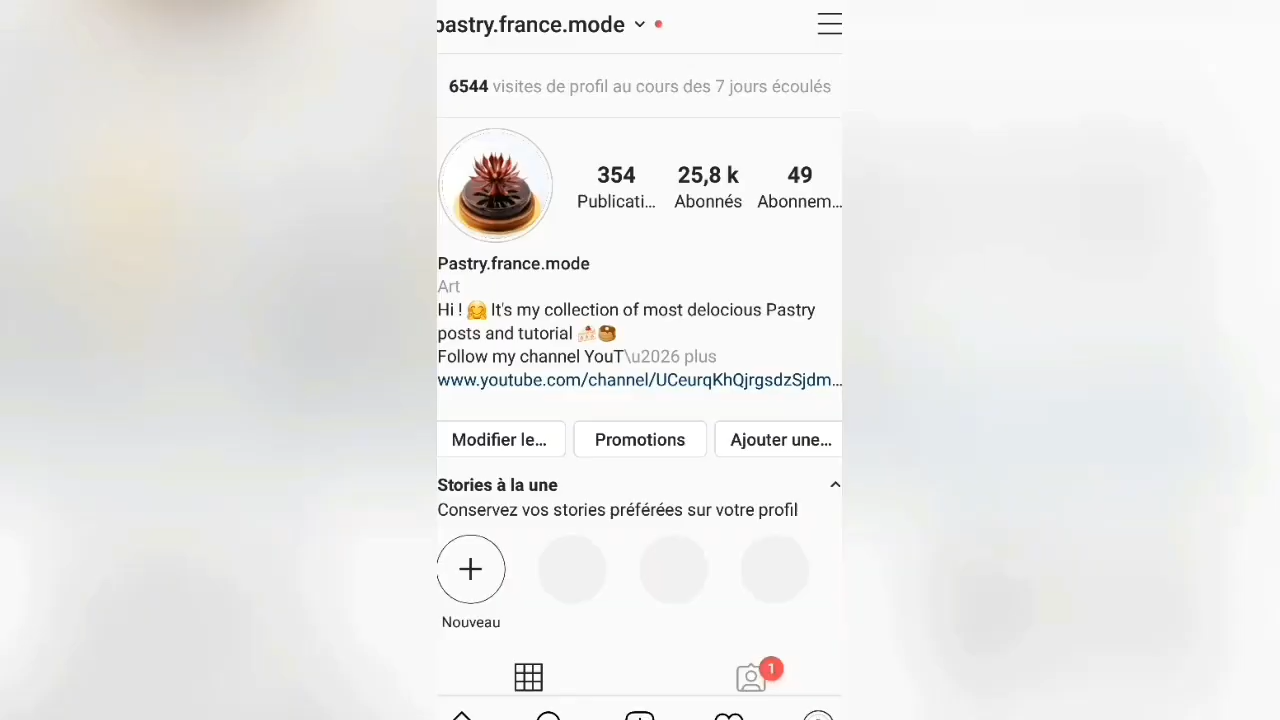 pastry.france.mode
6544 visites de profil au cours des 7 jours écoulés
354 25,8 k 49
Publicati... Abonnés Abonnem...
Pastry.france.mode
Art
Hi ! 🤗 It's my collection of most delocious Pastry
posts and tutorial 🍰🥞
Follow my channel YouT\u2026 plus
www.youtube.com/channel/UCeurqKhQjrgsdzSjdm...
Modifier le... Promotions Ajouter une...
Stories à la une
Conservez vos stories préférées sur votre profil
Nouveau
1